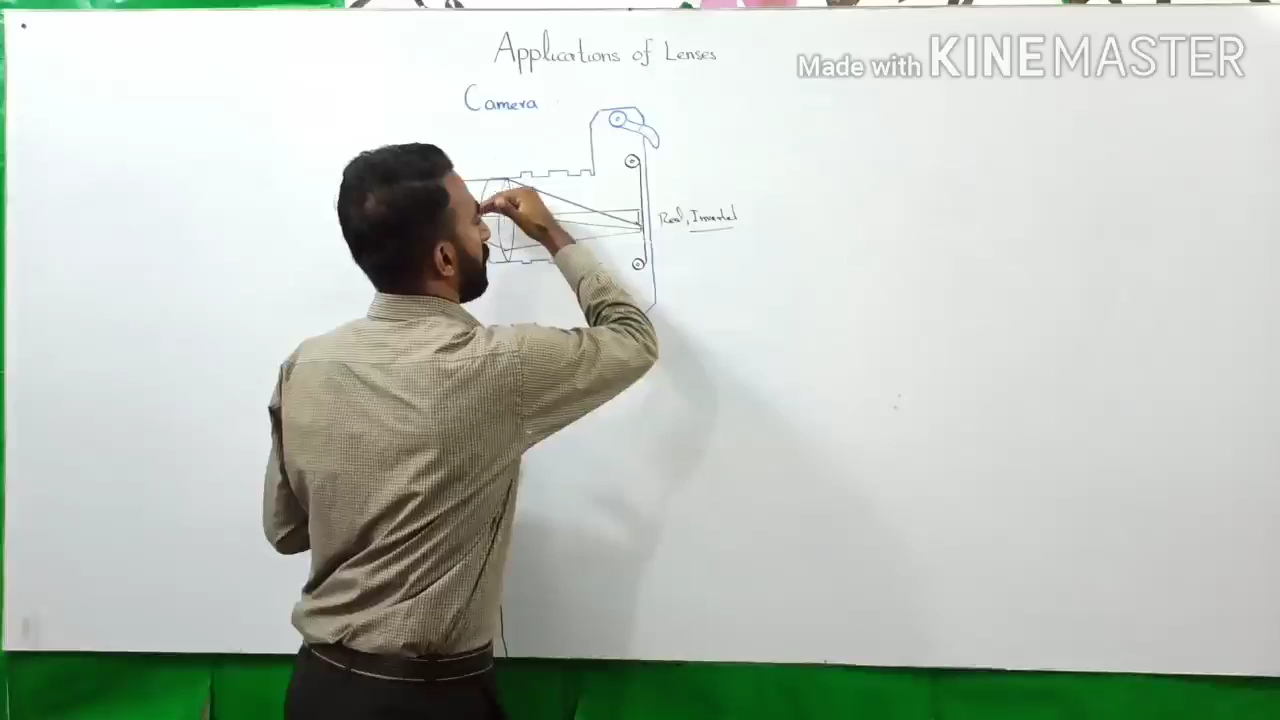 Applications of Lenses
Made with KINEMASTER
Camera
Real, Inverted